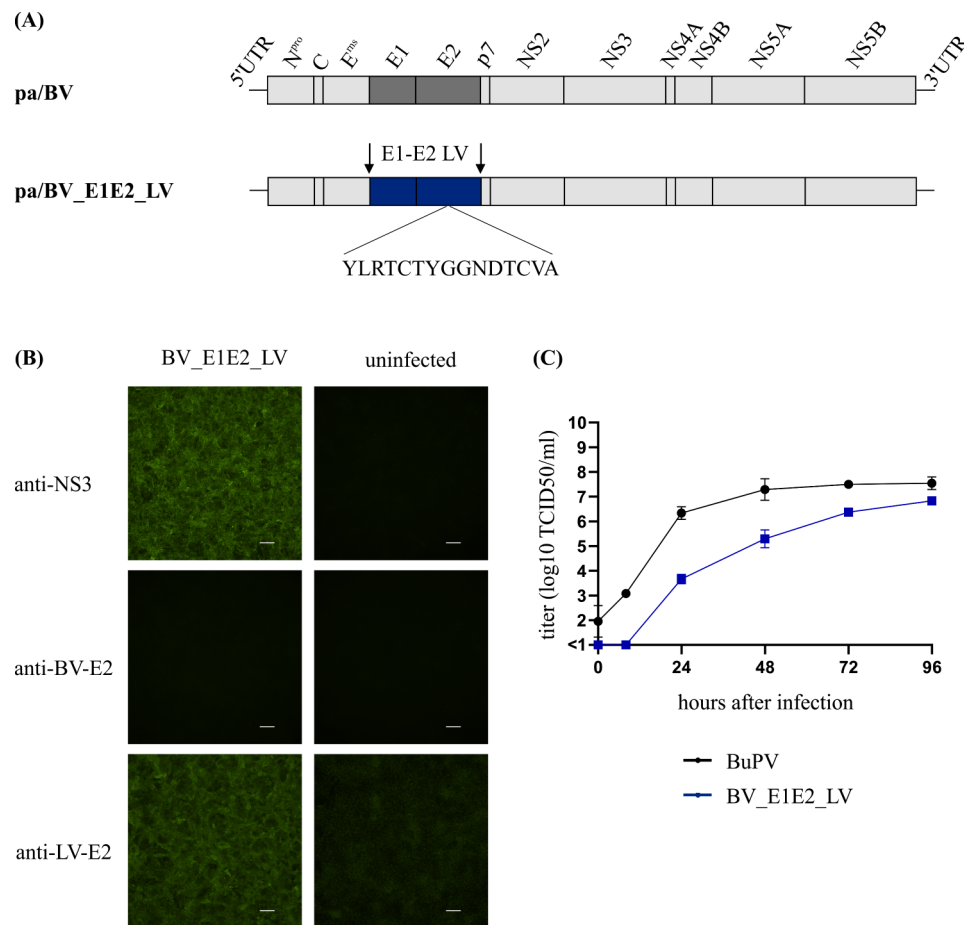 (A)
5'UTR Npro C Erns E1 E2 p7 NS2 NS3 NS4A NS4B NS5A NS5B 3'UTR
pa/BV
E1-E2 LV
pa/BV_E1E2_LV
YLRTCTYGGNDTCVA
(B)
BV_E1E2_LV uninfected
anti-NS3
anti-BV-E2
anti-LV-E2
(C)
titer (log10 TCID50/ml)
10
9
8
7
6
5
4
3
2
<1
0 24 48 72 96
hours after infection
BuPV
BV_E1E2_LV